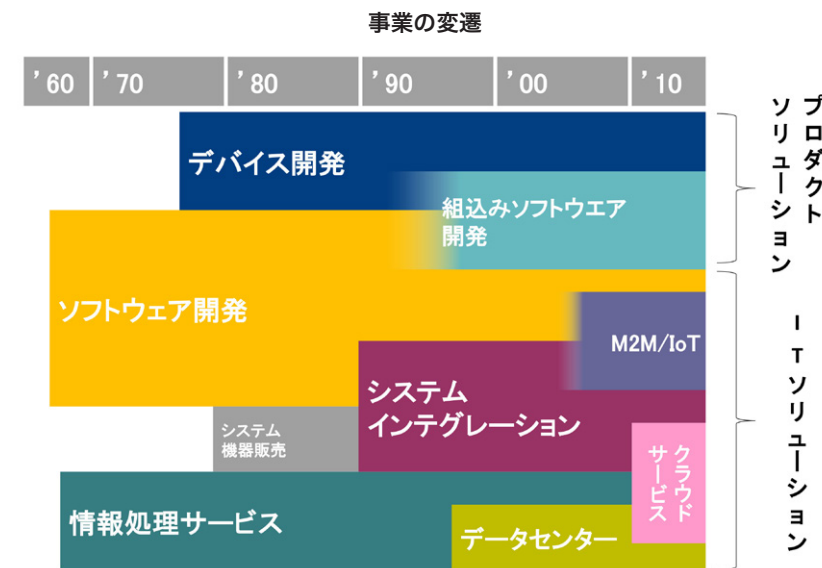 事業の変遷
’60
’70
’80
’90
’00
’10
デバイス開発
組込みソフトウエア
開発
ソフトウェア開発
M2M/IoT
システム
インテグレーション
システム
機器販売
クラウド
サービス
情報処理サービス
データセンター
プロダクト
ソリューション
ITソリューション